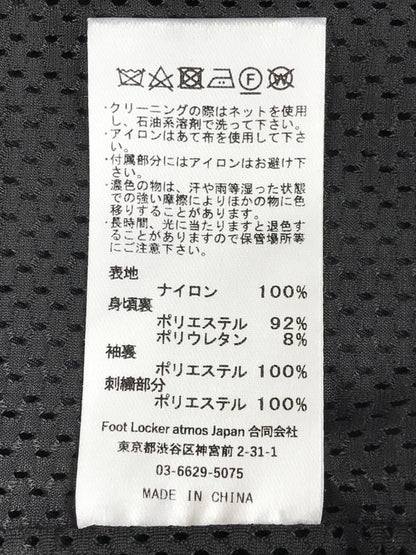 ・クリーニングの際はネットを使用
し、石油系溶剤で洗って下さい。
・アイロンはあて布を使用して下さ
い。
・付属部分にはアイロンはお避け下
さい。
・濃色の物は、汗や雨等湿った状態
での強い摩擦によりほかの物に色
移りすることがあります。
・長時間、光に当たりますと退色す
ることがありますので保管場所等
にご注意下さい。
表地
ナイロン 100%
身頃裏
ポリエステル 92%
ポリウレタン 8%
袖裏
ポリエステル 100%
刺繍部分
ポリエステル 100%
Foot Locker atmos Japan 合同会社
東京都渋谷区神宮前 2-31-1
03-6629-5075
MADE IN CHINA